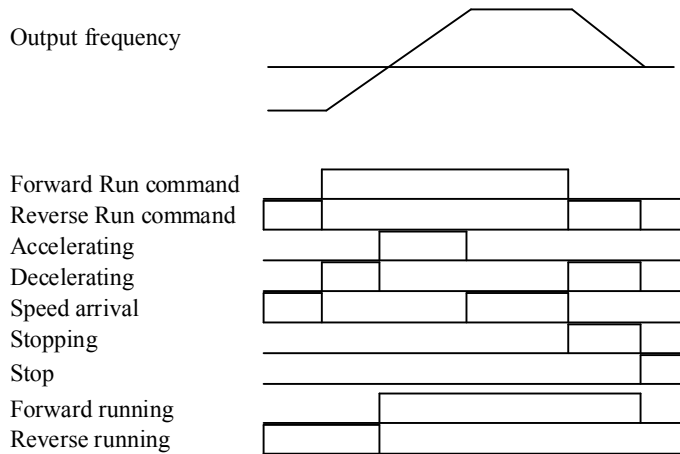 Output frequency
Forward Run command
Reverse Run command
Accelerating
Decelerating
Speed arrival
Stopping
Stop
Forward running
Reverse running